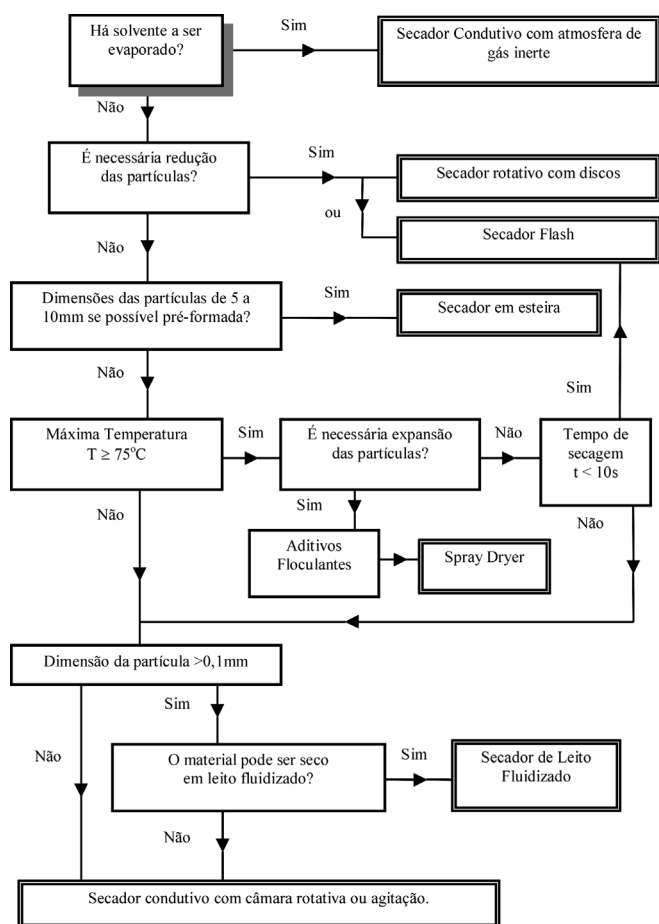 Há solvente a ser
evaporado?
Sim
Secador Condutivo com atmosfera de
gás inerte
Não
É necessária redução
das partículas?
Sim
Secador rotativo com discos
ou
Secador Flash
Não
Dimensões das partículas de 5 a
10mm se possível pré-formada?
Sim
Secador em esteira
Não
Sim
Máxima Temperatura
T ≥ 75°C
Sim
É necessária expansão
das partículas?
Não
Tempo de
secagem
t < 10s
Não
Sim
Não
Aditivos
Floculantes
Spray Dryer
Dimensão da partícula >0,1mm
Sim
Não
O material pode ser seco
em leito fluidizado?
Sim
Secador de Leito
Fluidizado
Não
Secador condutivo com câmara rotativa ou agitação.